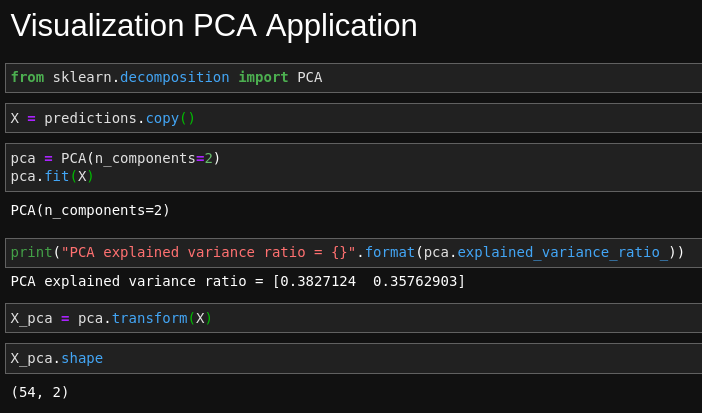 Visualization PCA Application
from sklearn.decomposition import PCA
X = predictions.copy()
pca = PCA(n_components=2)
pca.fit(X)
PCA(n_components=2)
print("PCA explained variance ratio = {}".format(pca.explained_variance_ratio_))
PCA explained variance ratio = [0.3827124  0.35762903]
X_pca = pca.transform(X)
X_pca.shape
(54, 2)